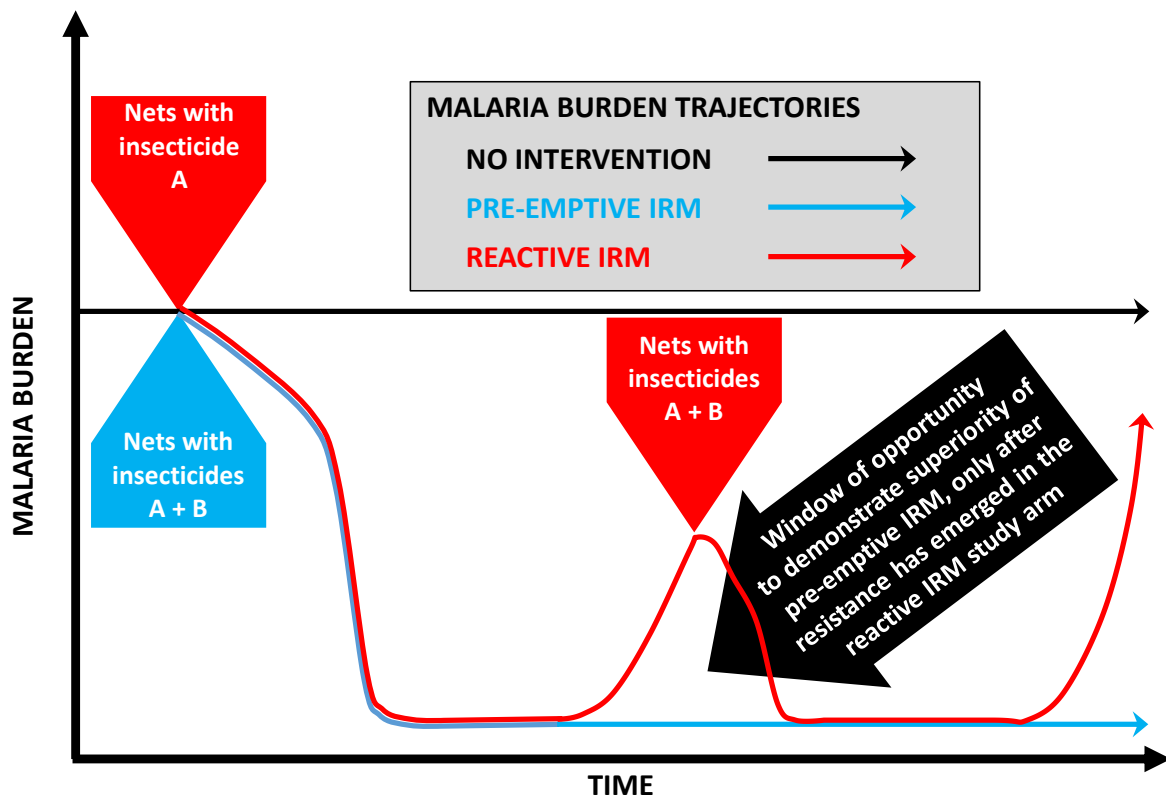 Nets with
insecticide
A
MALARIA BURDEN TRAJECTORIES
NO INTERVENTION
PRE-EMPTIVE IRM
REACTIVE IRM
MALARIA BURDEN
Nets with
insecticides
A + B
Nets with
insecticides
A + B
Window of opportunity
to demonstrate superiority of
pre-emptive IRM, only after
resistance has emerged in the
reactive IRM study arm
TIME